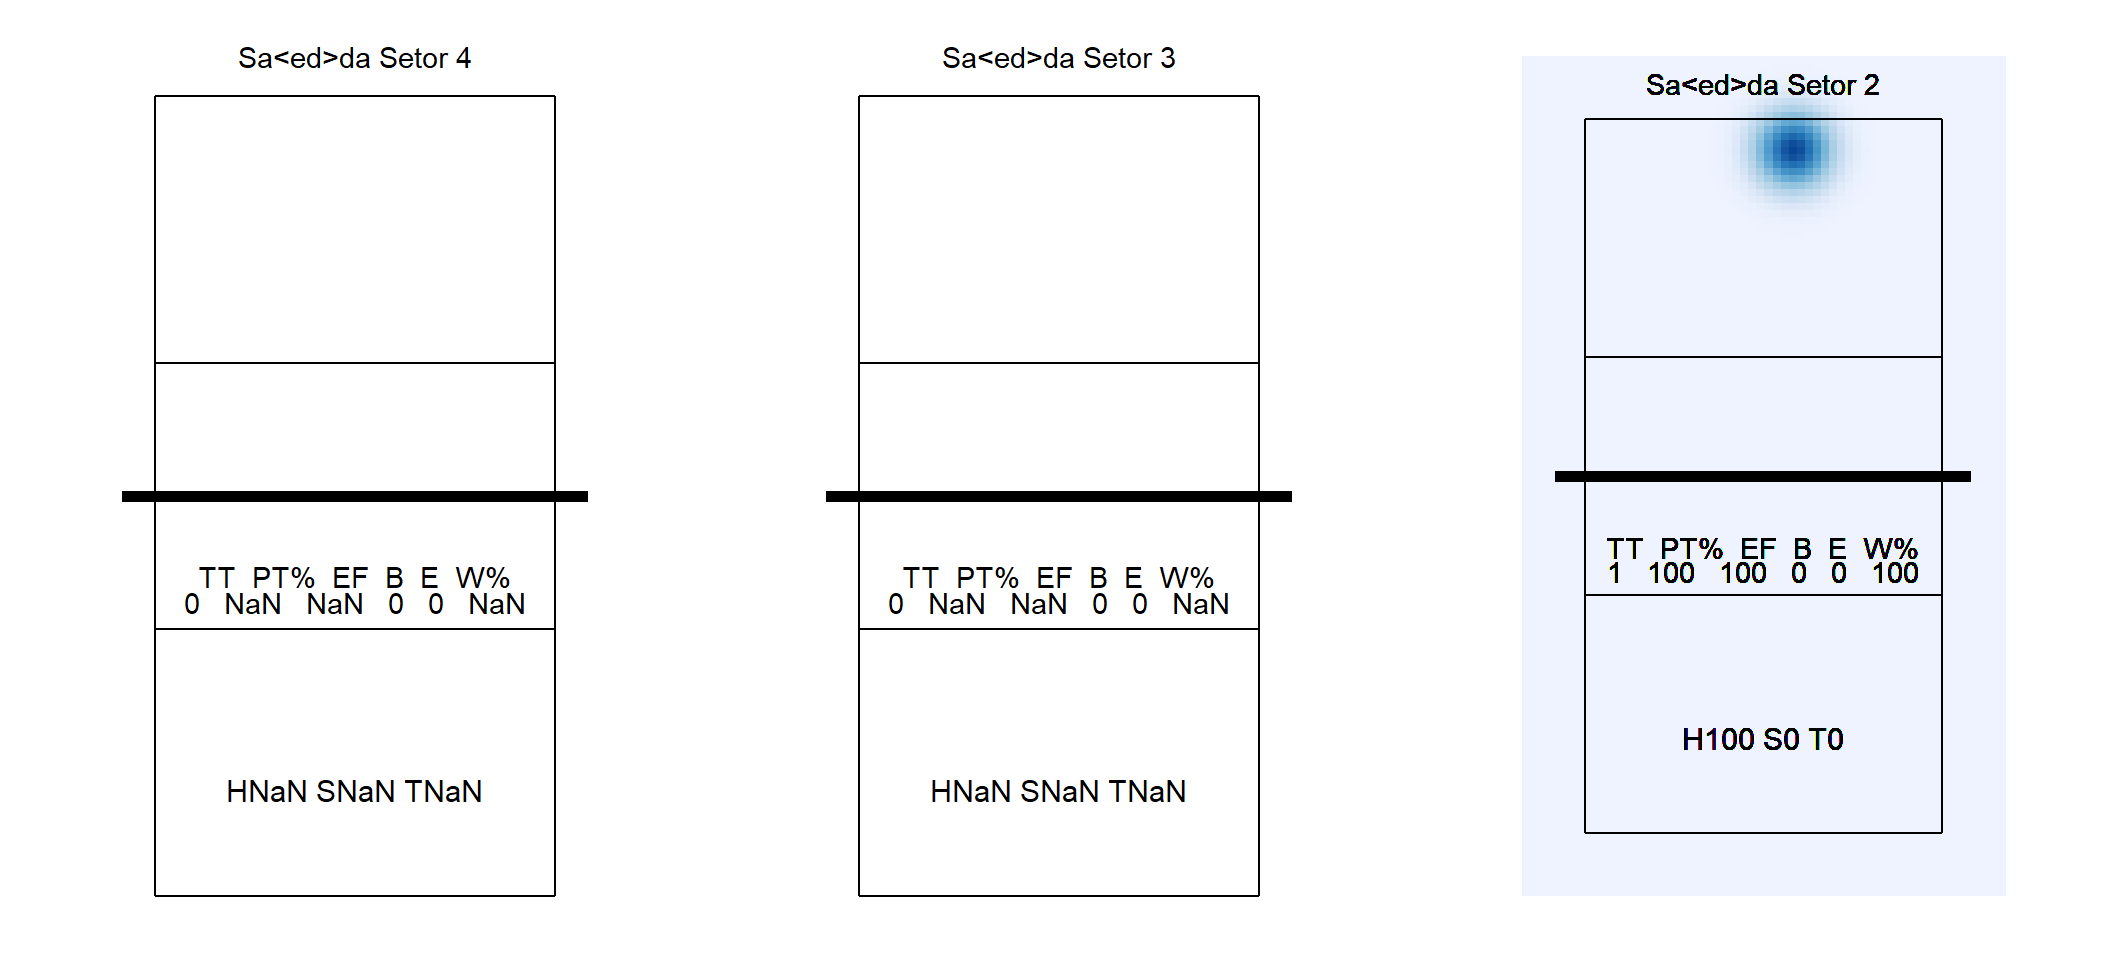 Sa<ed>da Setor 4
TT PT% EF B E W%
0 NaN NaN 0 0 NaN
HNaN SNaN TNaN
Sa<ed>da Setor 3
TT PT% EF B E W%
0 NaN NaN 0 0 NaN
HNaN SNaN TNaN
Sa<ed>da Setor 2
TT PT% EF B E W%
1 100 100 0 0 100
H100 S0 T0